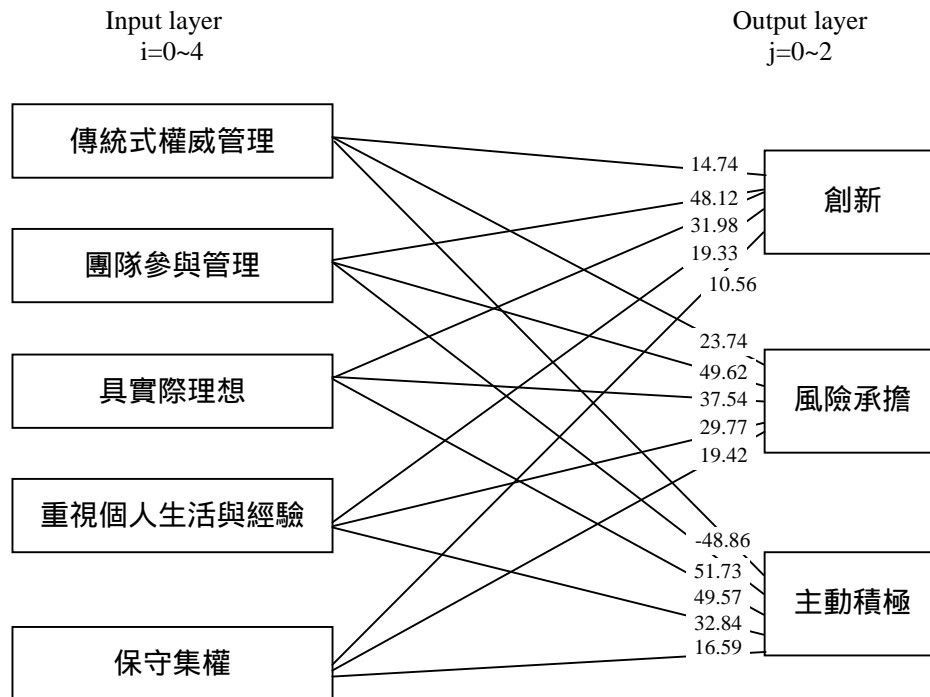 Input layer
i=0~4
Output layer
j=0~2
傳統式權威管理
團隊參與管理
具實際理想
重視個人生活與經驗
保守集權
14.74
48.12
31.98
19.33
10.56
23.74
49.62
37.54
29.77
19.42
-48.86
51.73
49.57
32.84
16.59
創新
風險承擔
主動積極